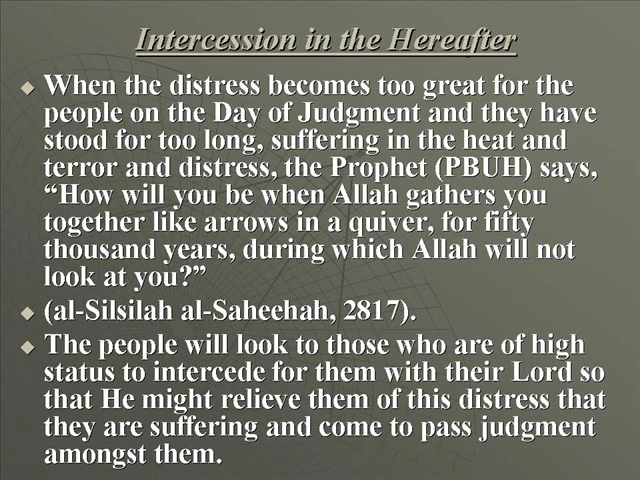 Intercession in the Hereafter
When the distress becomes too great for the
people on the Day of Judgment and they have
stood for too long, suffering in the heat and
terror and distress, the Prophet (PBUH) says,
“How will you be when Allah gathers you
together like arrows in a quiver, for fifty
thousand years, during which Allah will not
look at you?”
(al-Silsilah al-Saheehah, 2817).
The people will look to those who are of high
status to intercede for them with their Lord so
that He might relieve them of this distress that
they are suffering and come to pass judgment
amongst them.